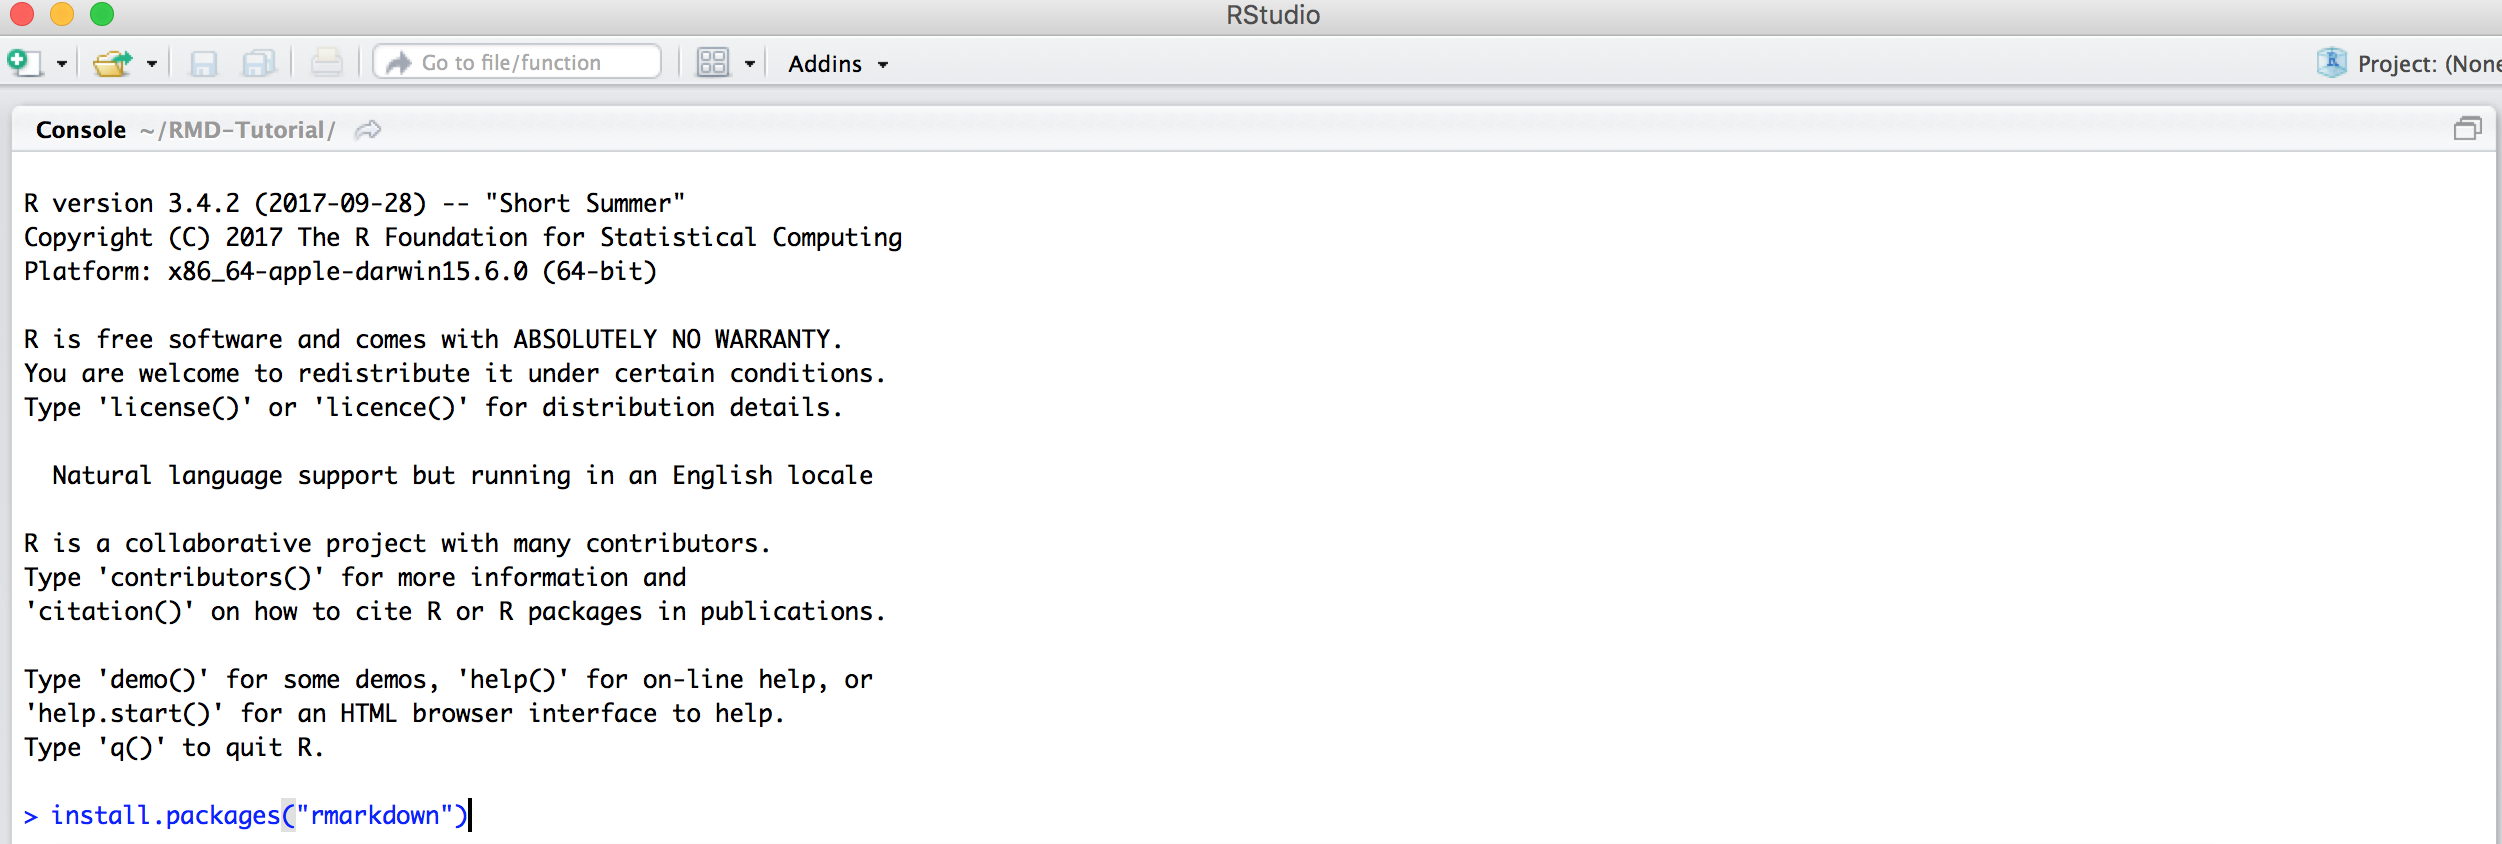 RStudio
Go to file/function
Addins
Project: (None
Console ~/RMD-Tutorial/
R version 3.4.2 (2017-09-28) -- "Short Summer"
Copyright (C) 2017 The R Foundation for Statistical Computing
Platform: x86_64-apple-darwin15.6.0 (64-bit)
R is free software and comes with ABSOLUTELY NO WARRANTY.
You are welcome to redistribute it under certain conditions.
Type 'license()' or 'licence()' for distribution details.
Natural language support but running in an English locale
R is a collaborative project with many contributors.
Type 'contributors()' for more information and
'citation()' on how to cite R or R packages in publications.
Type 'demo()' for some demos, 'help()' for on-line help, or
'help.start()' for an HTML browser interface to help.
Type 'q()' to quit R.
> install.packages("rmarkdown")